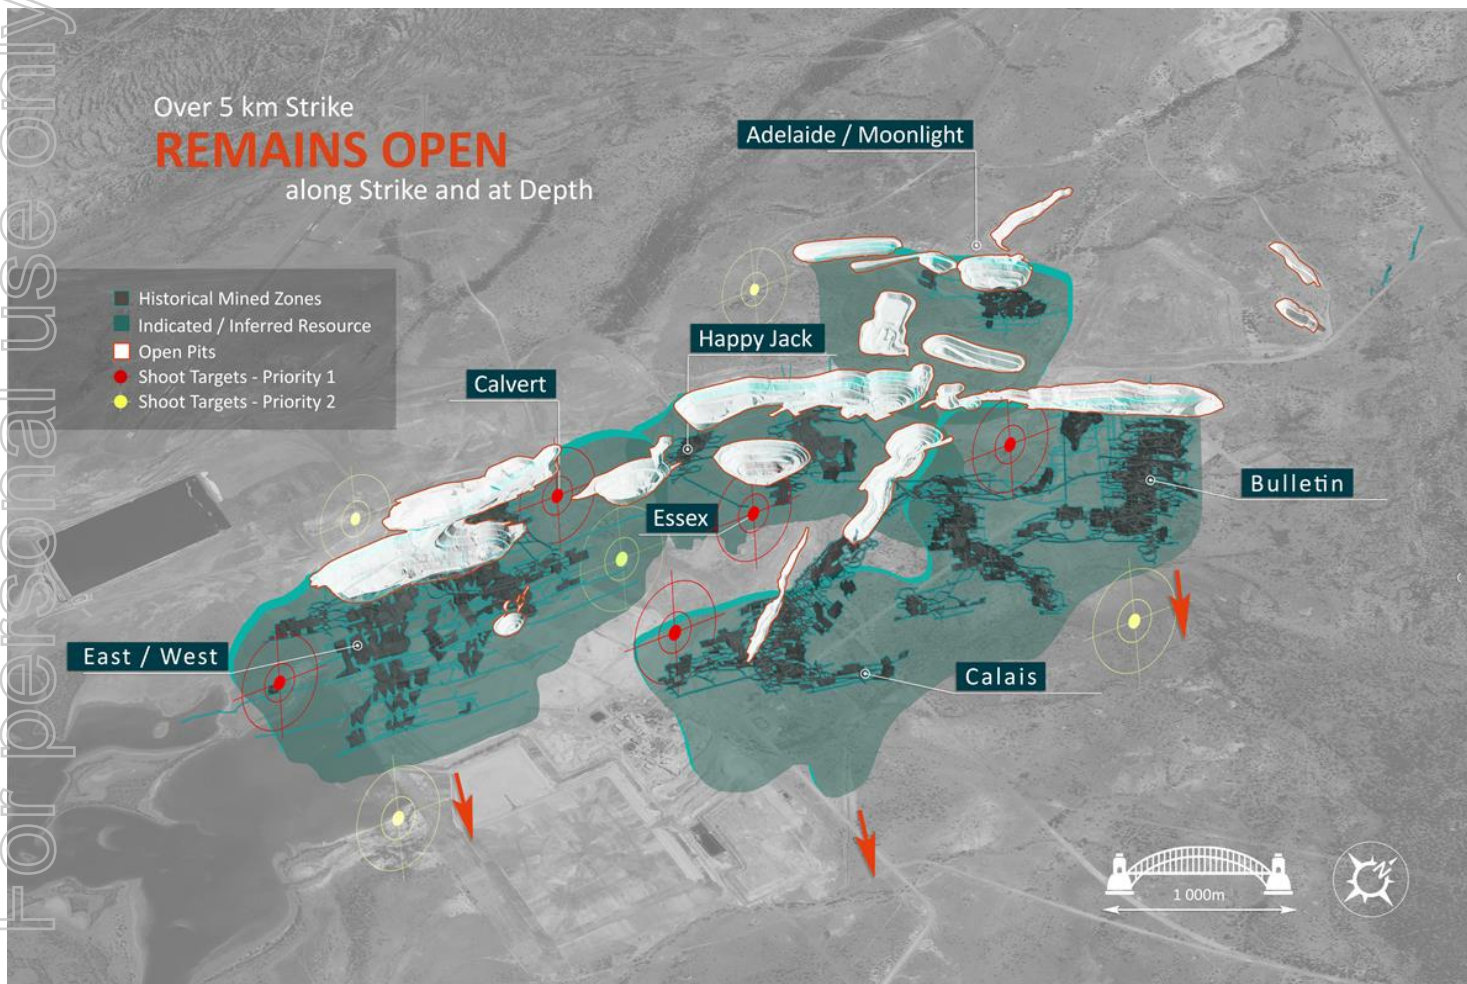 For personal use only
Over 5 km Strike
REMAINS OPEN
along Strike and at Depth
Adelaide / Moonlight
Historical Mined Zones
Indicated / Inferred Resource
Open Pits
Shoot Targets - Priority 1
Shoot Targets - Priority 2
Happy Jack
Calvert
Bulletin
Essex
East / West
Calais
1 000m
N